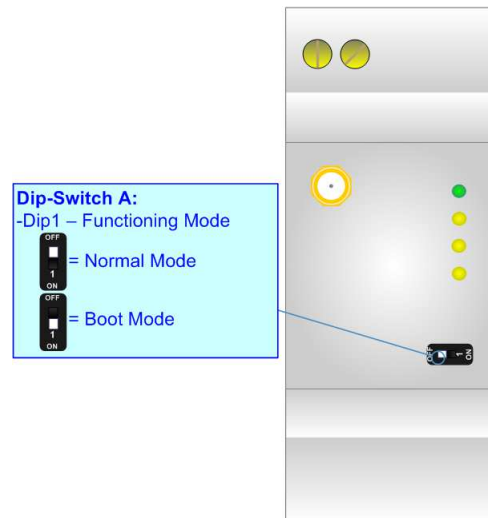 Dip-Switch A:
-Dip1 – Functioning Mode
OFF
1
ON
= Normal Mode
OFF
1
ON
= Boot Mode
OFF
1
ON